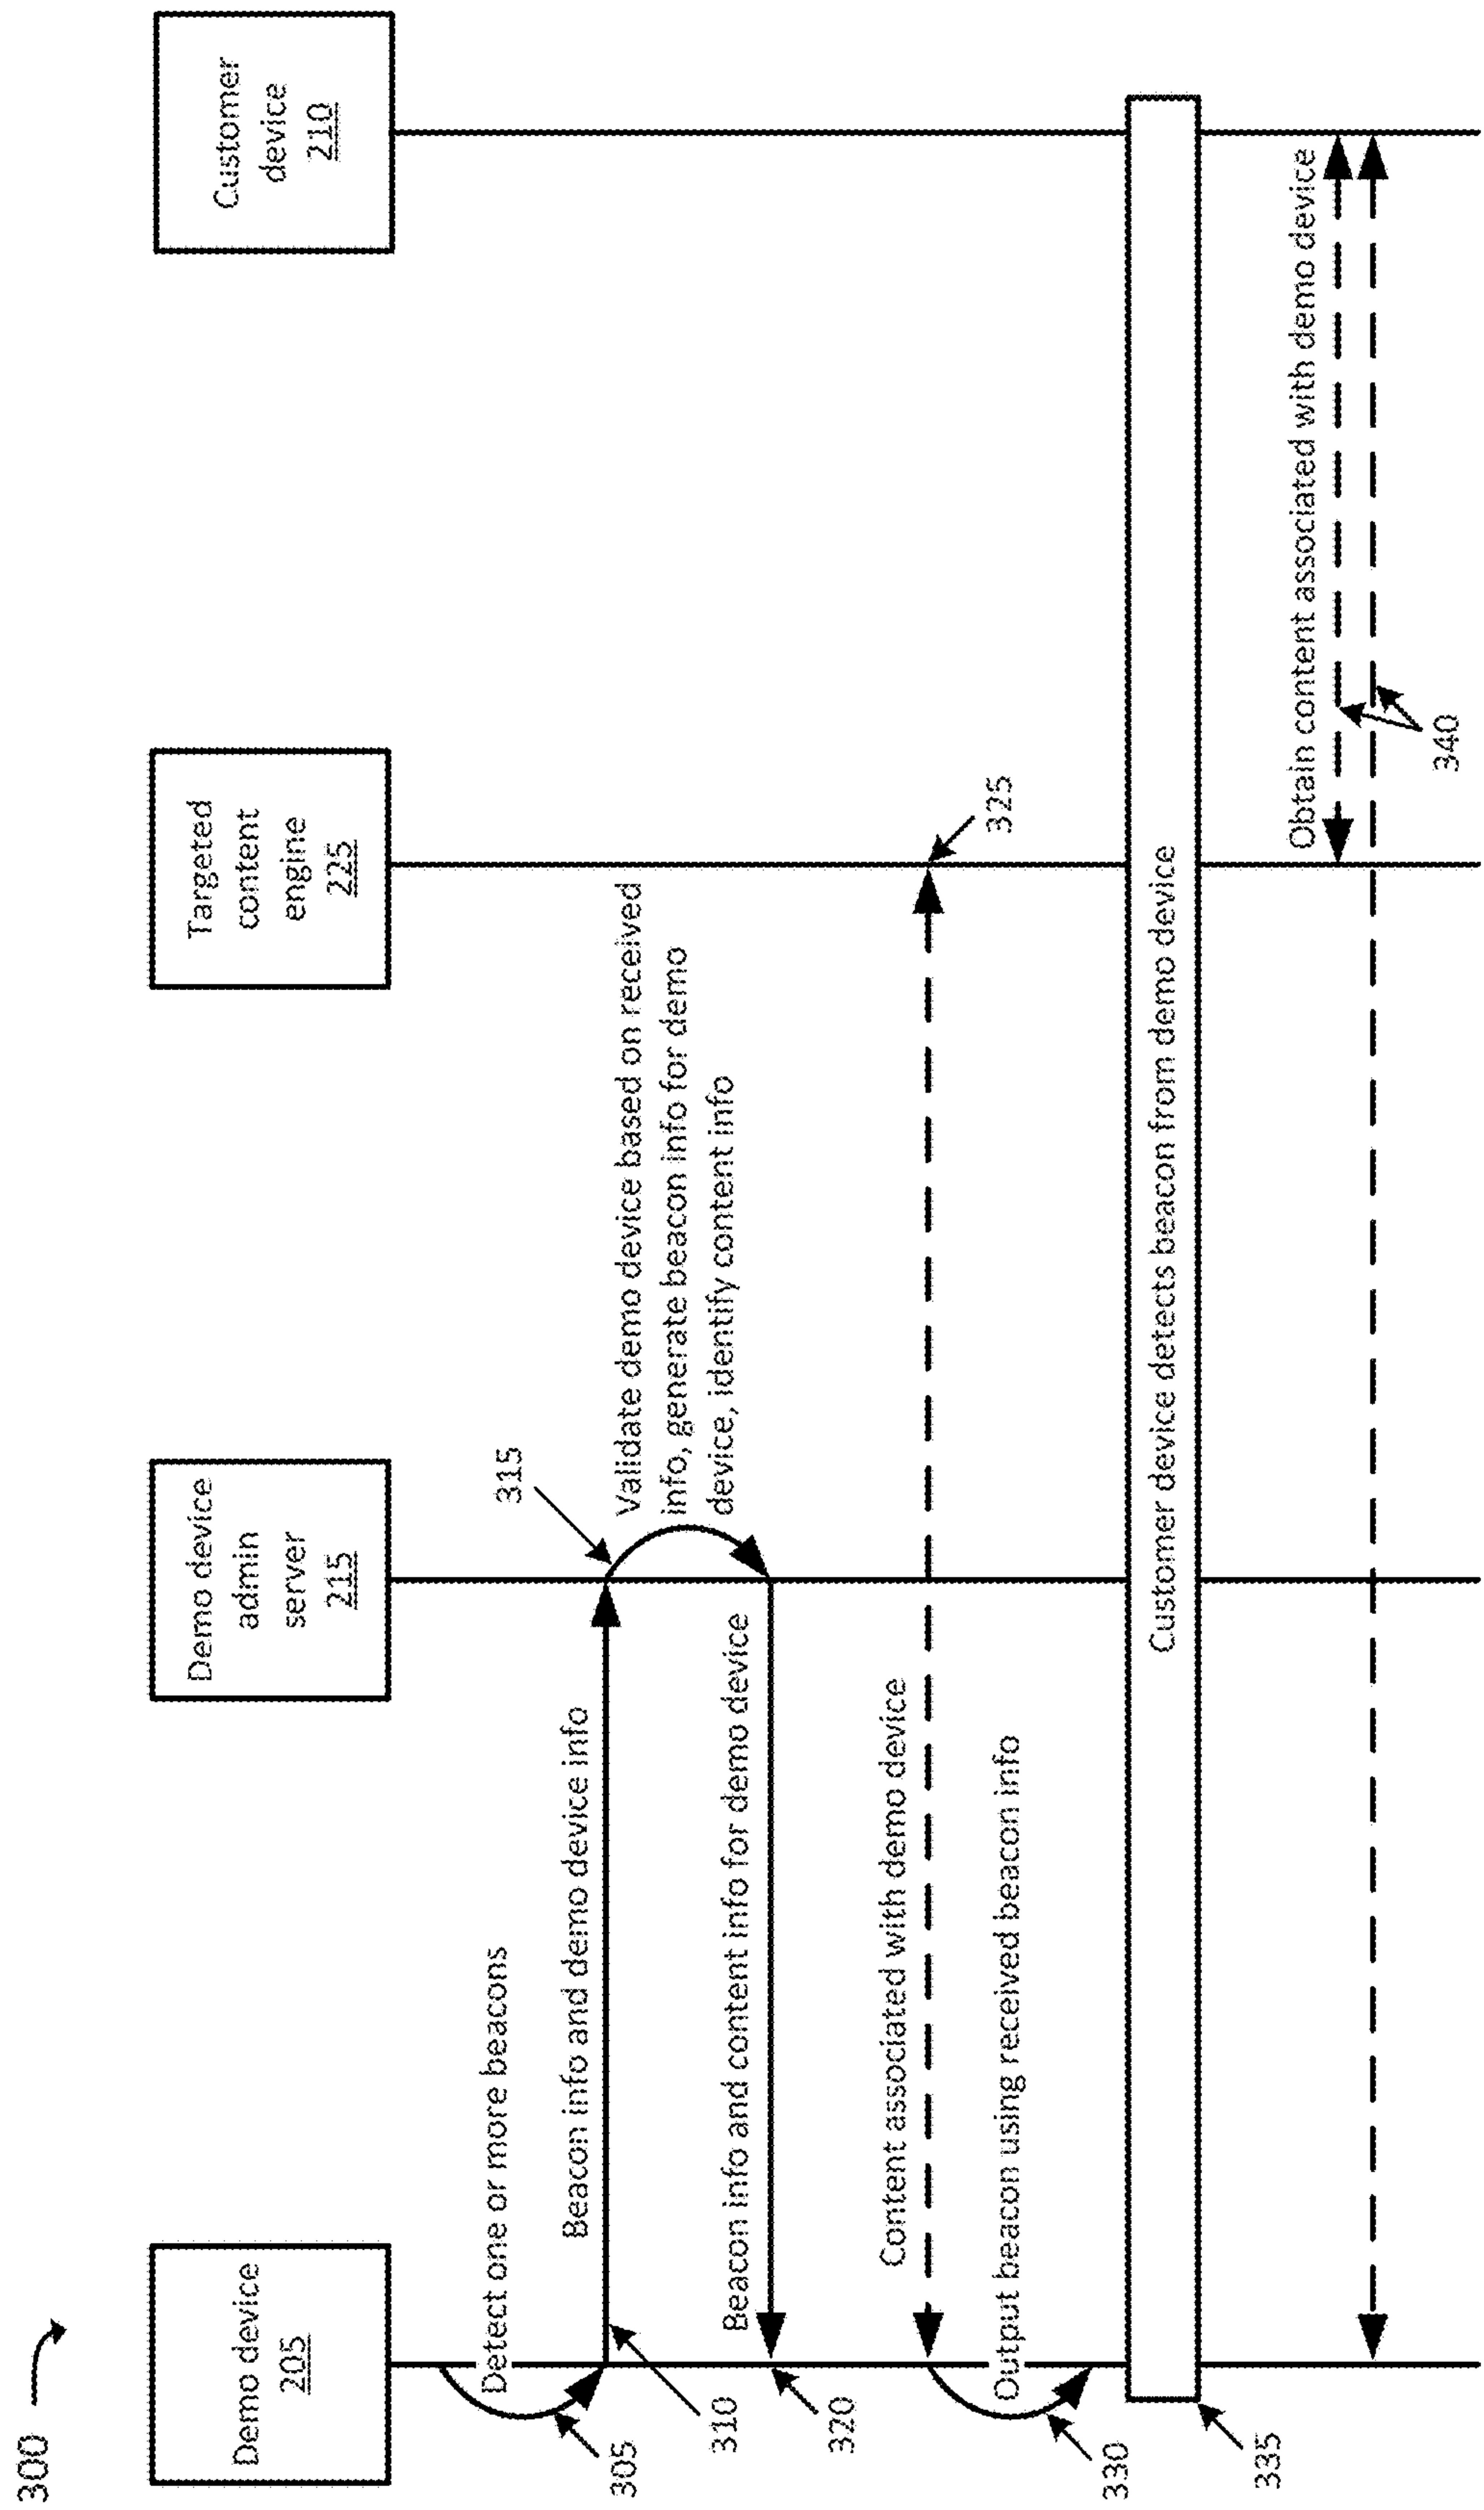 300
Demo device
205
Demo device
admin
server
215
Targeted
content
engine
225
Customer
device
210
Detect one or more beacons
305
Beacon info and demo device info
310
315
Validate demo device based on received
info, generate beacon info for demo
device, identify content info
Beacon info and content info for demo device
320
Content associated with demo device
325
Output beacon using received beacon info
330
Customer device detects beacon from demo device
335
Obtain content associated with demo device
340